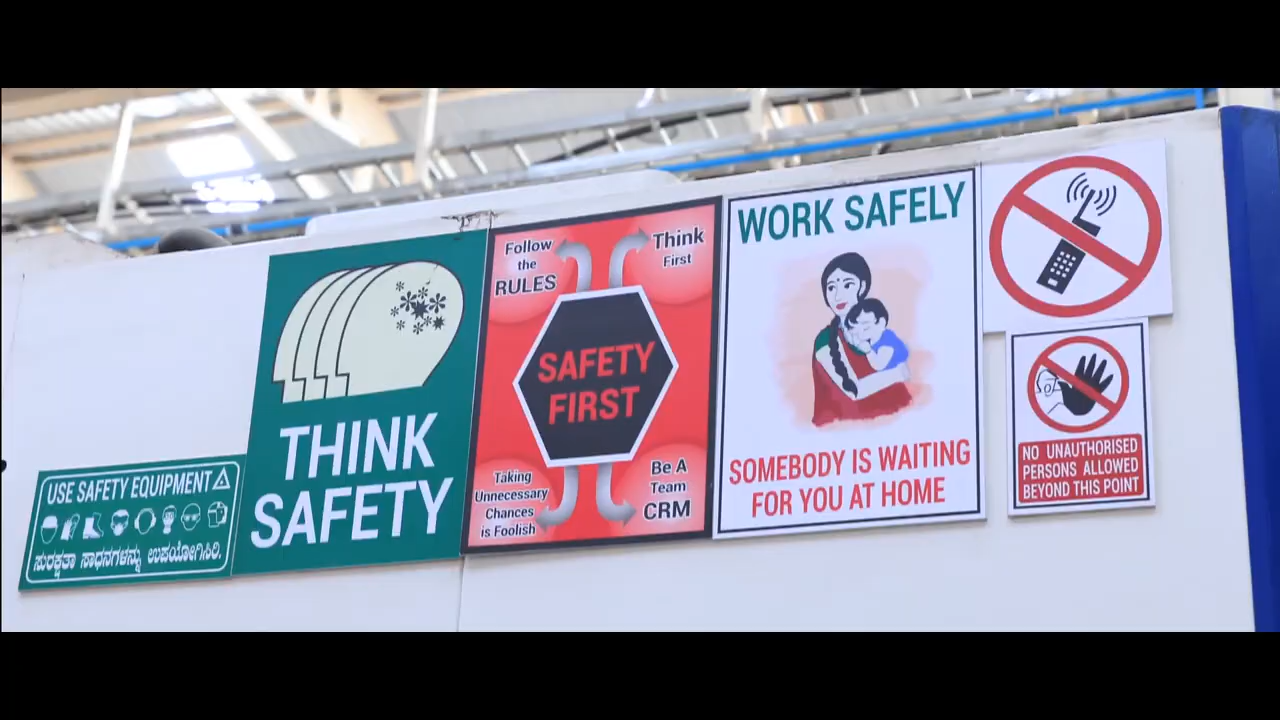 USE SAFETY EQUIPMENT
ಸುರಕ್ಷತಾ ಸಾಧನಗಳನ್ನು ಉಪಯೋಗಿಸಿರಿ.
THINK
SAFETY
Follow
the
RULES
Think
First
SAFETY
FIRST
Taking
Unnecessary
Chances
is Foolish
Be A
Team
CRM
WORK SAFELY
SOMEBODY IS WAITING
FOR YOU AT HOME
NO UNAUTHORISED
PERSONS ALLOWED
BEYOND THIS POINT